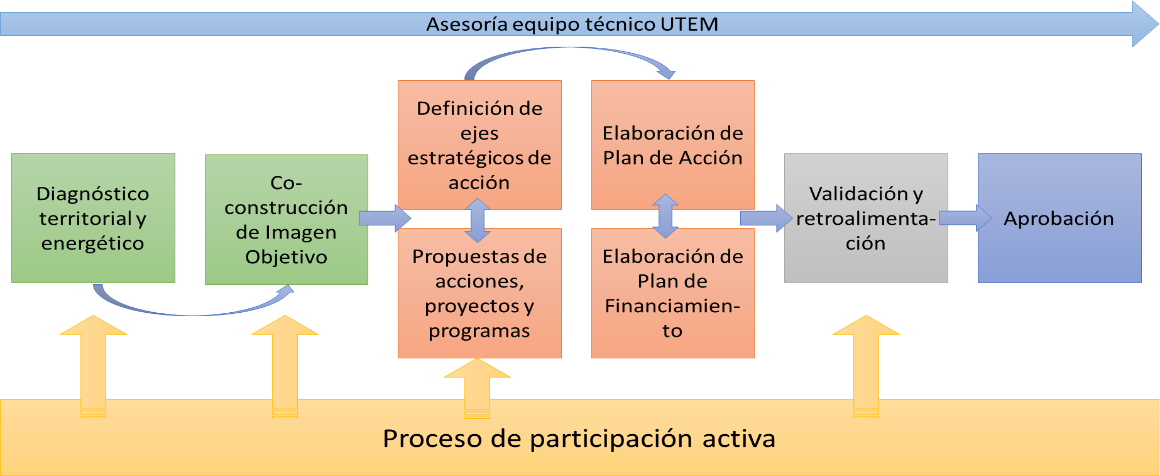 Asesoría equipo técnico UTEM
Diagnóstico
territorial y
energético
Co-
construcción
de Imagen
Objetivo
Definición de
ejes
estratégicos de
acción
Propuestas de
acciones,
proyectos y
programas
Elaboración de
Plan de Acción
Elaboración de
Plan de
Financiamien-
to
Validación y
retroalimenta-
ción
Aprobación
Proceso de participación activa